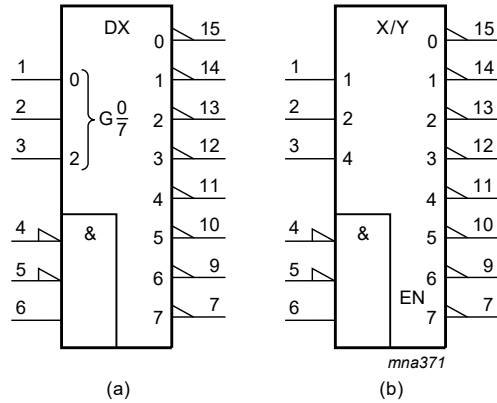 DX X/Y
0 15 0 15
1 0 1 14 1 1 1 14
2 G 0/7 2 13 2 2 2 13
3 2 3 12 3 4 3 12
4 11 4 11
4 & 5 10 4 & 5 10
5 6 9 5 6 9
EN
6 7 7 6 7 7
mna371
(a) (b)